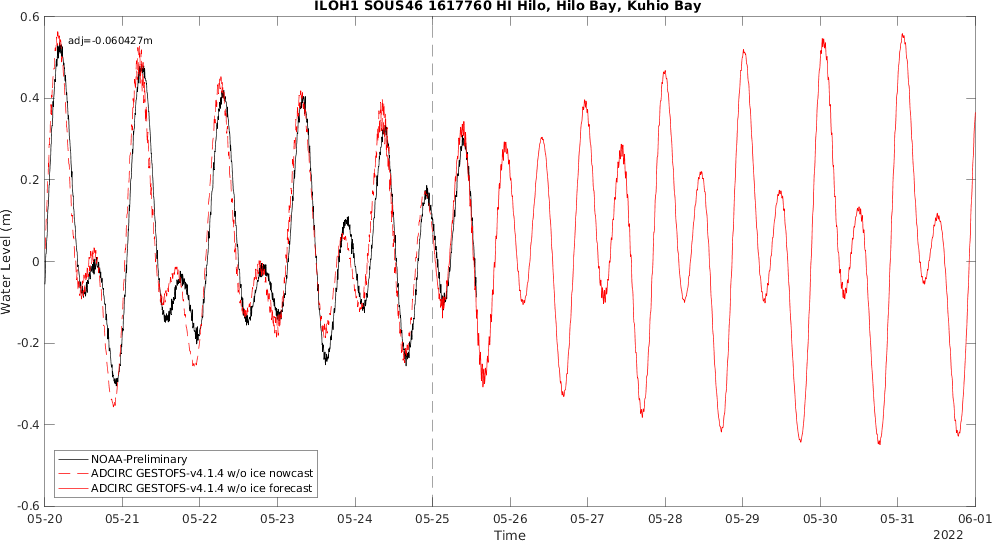 ILOH1 SOUS46 1617760 HI Hilo, Hilo Bay, Kuhio Bay
adj=-0.060427m
0.6
0.4
0.2
0
-0.2
-0.4
-0.6
Water Level (m)
NOAA-Preliminary
ADCIRC GESTOFS-v4.1.4 w/o ice nowcast
ADCIRC GESTOFS-v4.1.4 w/o ice forecast
05-20 05-21 05-22 05-23 05-24 05-25 05-26 05-27 05-28 05-29 05-30 05-31 06-01
Time
2022